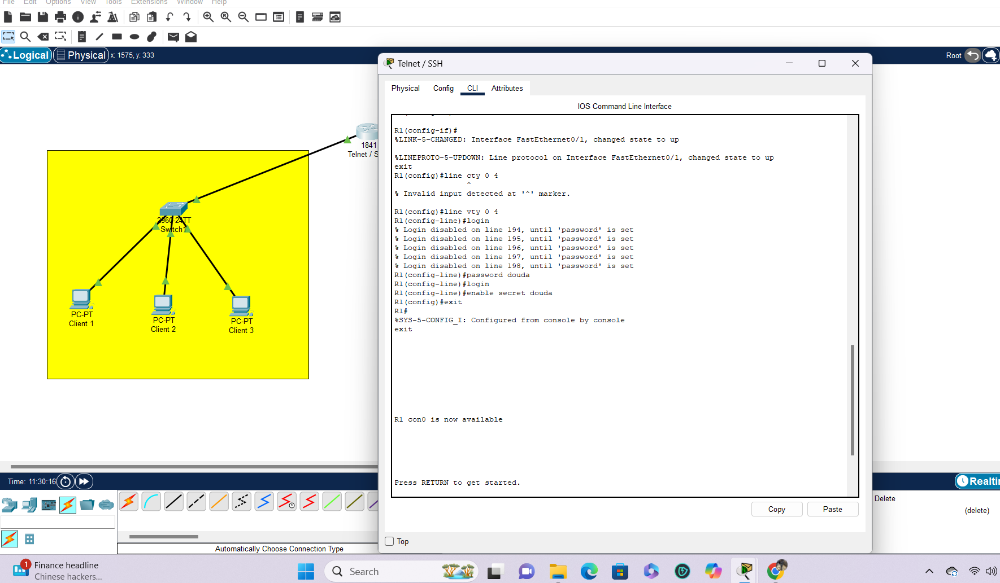 File Edit Options View Tools Extensions Window Help
Logical Physical x: 1575, y: 333
Root
Telnet / SSH
Physical Config CLI Attributes
IOS Command Line Interface
R1(config-if)#
%LINK-5-CHANGED: Interface FastEthernet0/1, changed state to up
%LINEPROTO-5-UPDOWN: Line protocol on Interface FastEthernet0/1, changed state to up
exit
R1(config)#line cty 0 4
^
% Invalid input detected at '^' marker.
R1(config)#line vty 0 4
R1(config-line)#login
% Login disabled on line 194, until 'password' is set
% Login disabled on line 195, until 'password' is set
% Login disabled on line 196, until 'password' is set
% Login disabled on line 197, until 'password' is set
% Login disabled on line 198, until 'password' is set
R1(config-line)#password douda
R1(config-line)#login
R1(config-line)#enable secret douda
R1(config)#exit
R1#
%SYS-5-CONFIG_I: Configured from console by console
exit
R1 con0 is now available
Press RETURN to get started.
Copy Paste
Top
1841
Telnet / S
2960-24TT
Switch1
PC-PT
Client 1
PC-PT
Client 2
PC-PT
Client 3
Time: 11:30:16
Realti
Delete
(delete)
Automatically Choose Connection Type
1
Finance headline
Chinese hackers...
Search